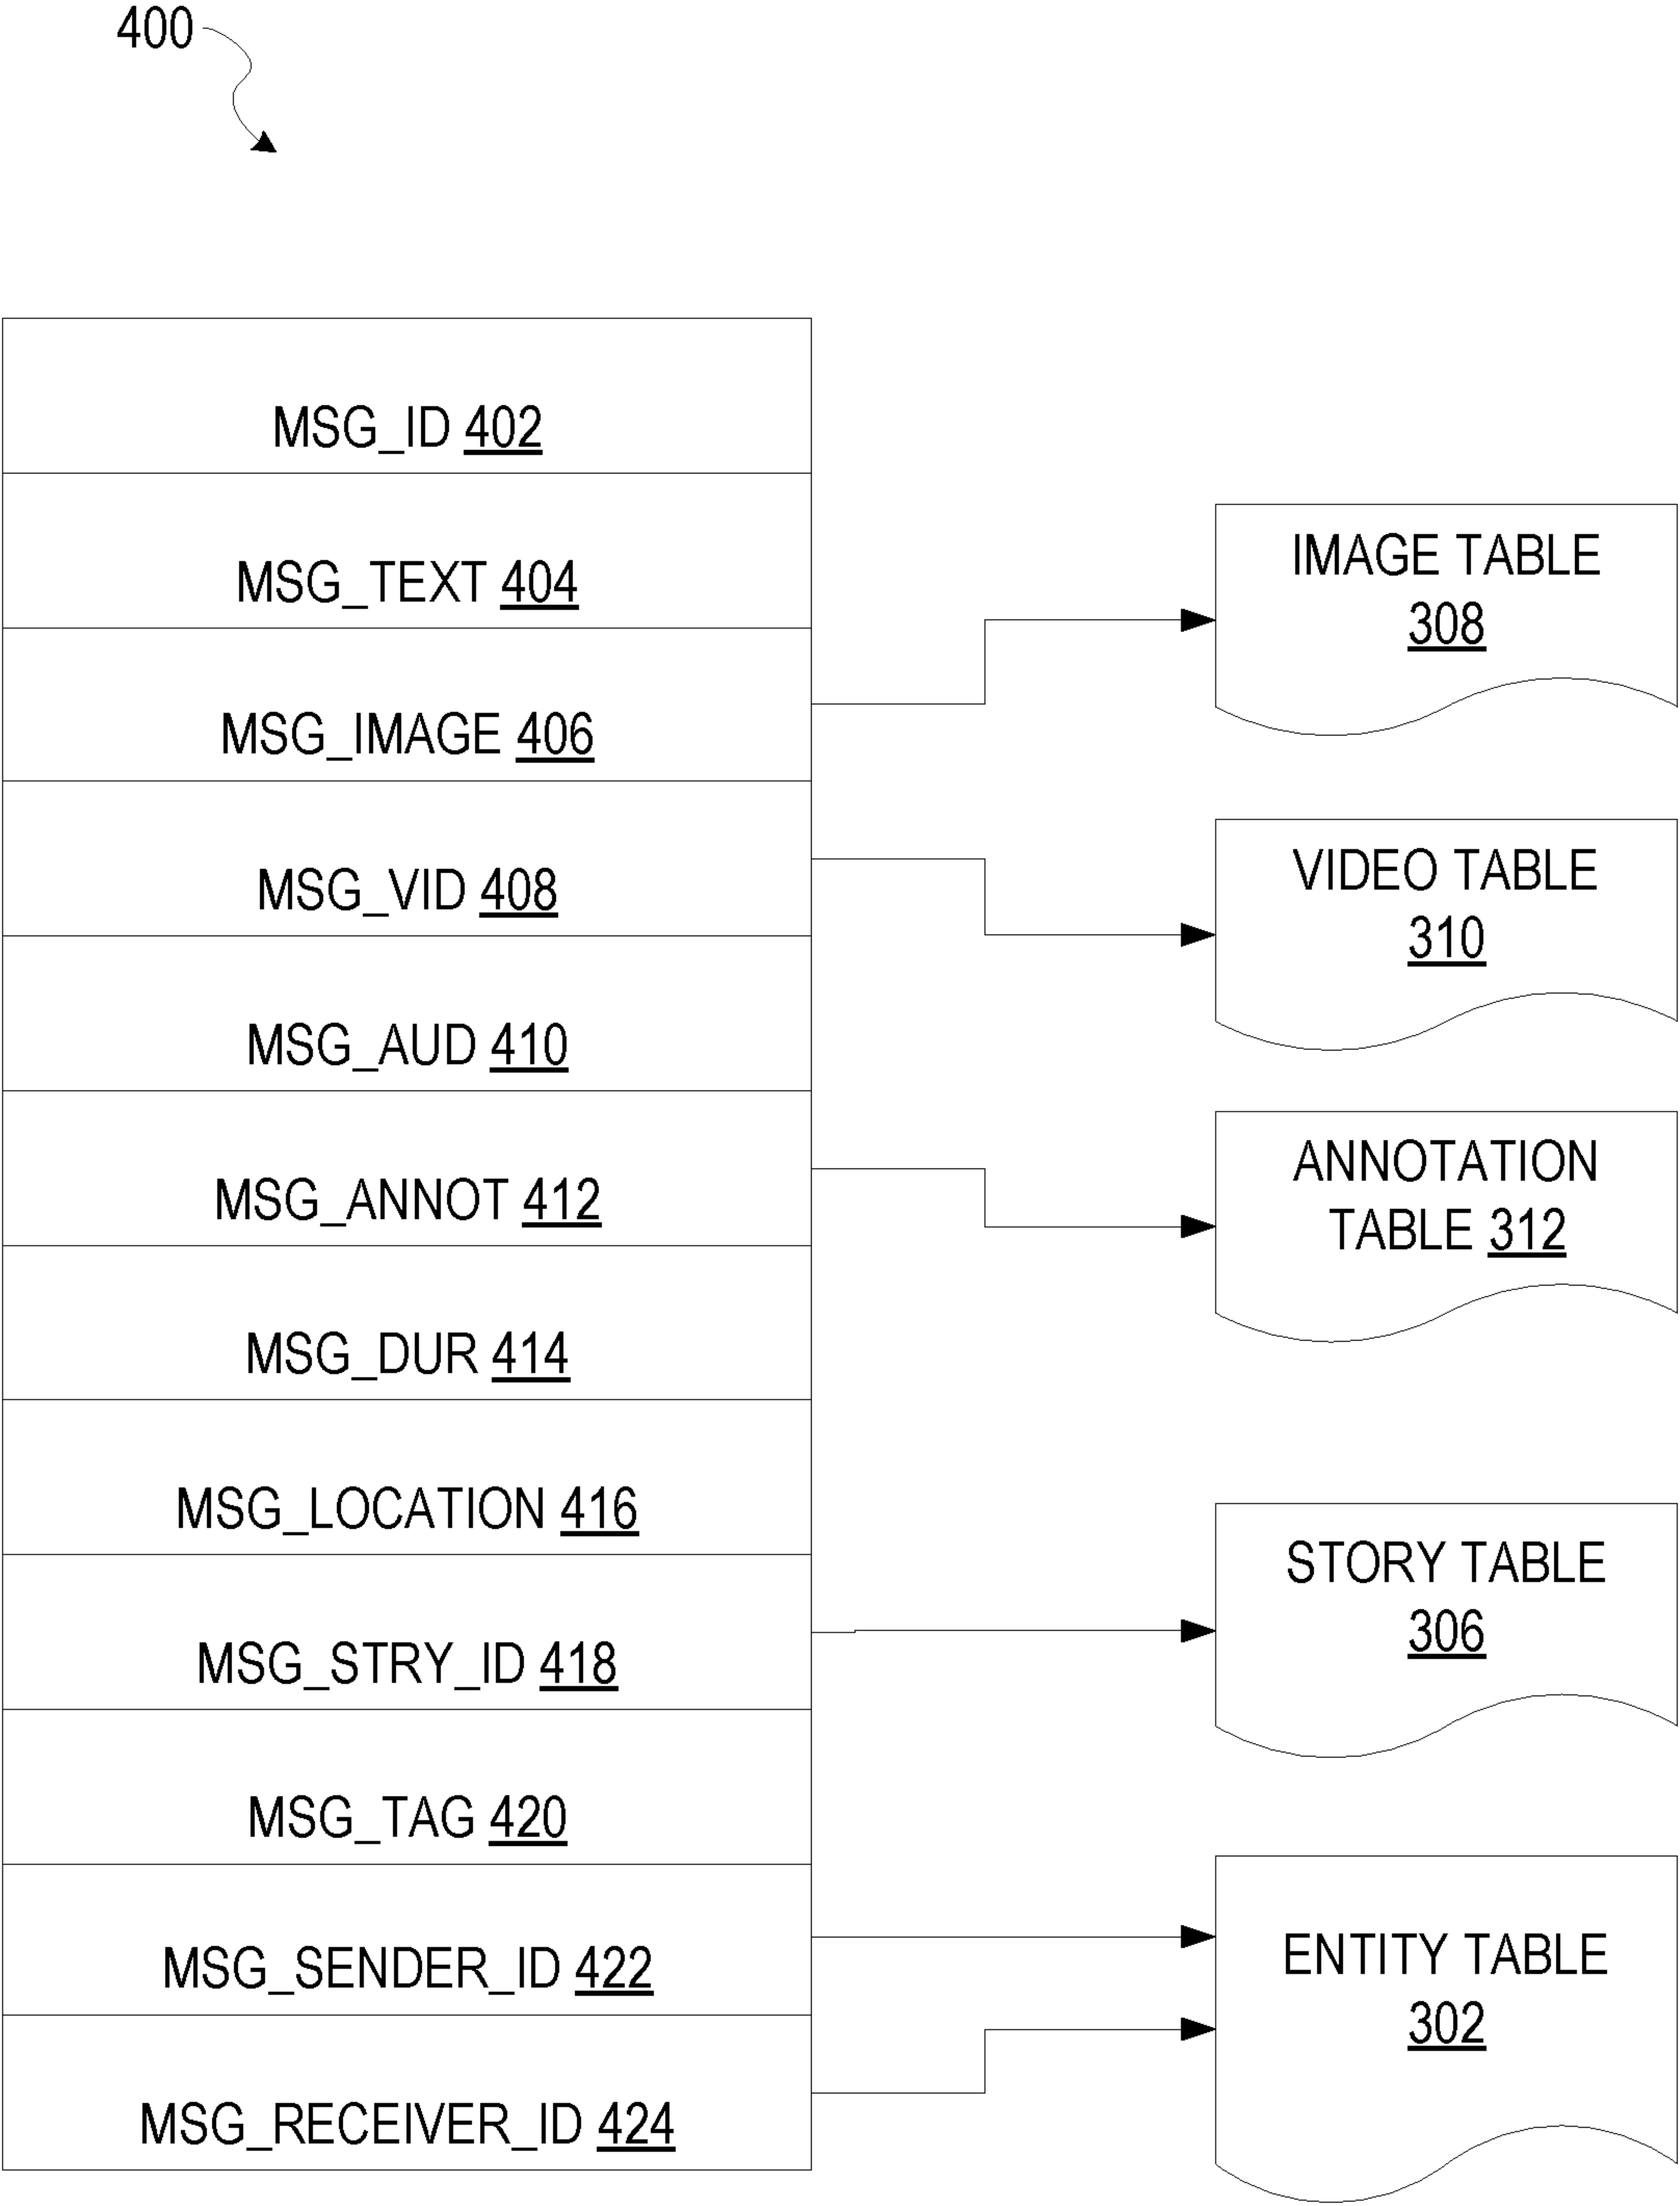 400
MSG_ID 402
MSG_TEXT 404
MSG_IMAGE 406
MSG_VID 408
MSG_AUD 410
MSG_ANNOT 412
MSG_DUR 414
MSG_LOCATION 416
MSG_STRY_ID 418
MSG_TAG 420
MSG_SENDER_ID 422
MSG_RECEIVER_ID 424
IMAGE TABLE
308
VIDEO TABLE
310
ANNOTATION
TABLE 312
STORY TABLE
306
ENTITY TABLE
302